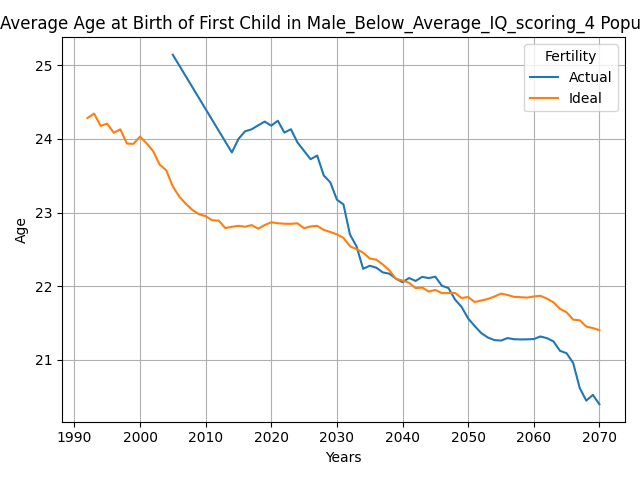 Average Age at Birth of First Child in Male_Below_Average_IQ_scoring_4 Popu
Fertility
Actual
Ideal
Age
25
24
23
22
21
1990 2000 2010 2020 2030 2040 2050 2060 2070
Years